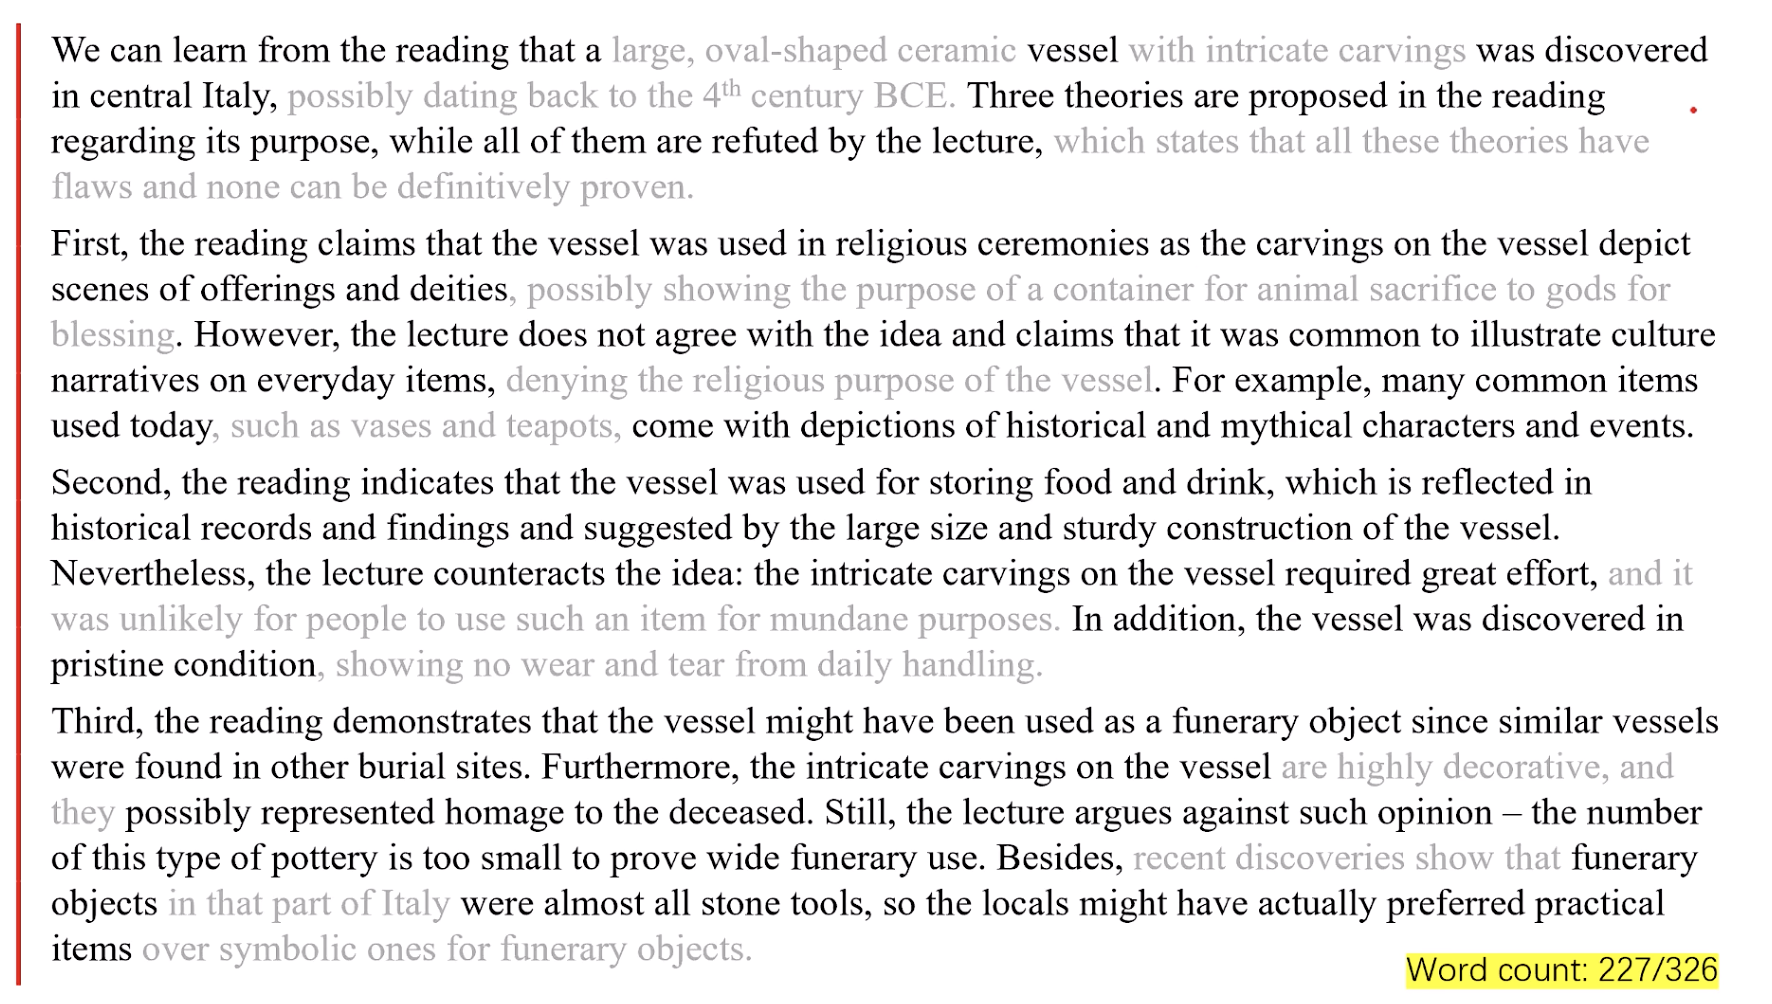 We can learn from the reading that a large, oval-shaped ceramic vessel with intricate carvings was discovered
in central Italy, possibly dating back to the 4th century BCE. Three theories are proposed in the reading
regarding its purpose, while all of them are refuted by the lecture, which states that all these theories have
flaws and none can be definitively proven.
First, the reading claims that the vessel was used in religious ceremonies as the carvings on the vessel depict
scenes of offerings and deities, possibly showing the purpose of a container for animal sacrifice to gods for
blessing. However, the lecture does not agree with the idea and claims that it was common to illustrate culture
narratives on everyday items, denying the religious purpose of the vessel. For example, many common items
used today, such as vases and teapots, come with depictions of historical and mythical characters and events.
Second, the reading indicates that the vessel was used for storing food and drink, which is reflected in
historical records and findings and suggested by the large size and sturdy construction of the vessel.
Nevertheless, the lecture counteracts the idea: the intricate carvings on the vessel required great effort, and it
was unlikely for people to use such an item for mundane purposes. In addition, the vessel was discovered in
pristine condition, showing no wear and tear from daily handling.
Third, the reading demonstrates that the vessel might have been used as a funerary object since similar vessels
were found in other burial sites. Furthermore, the intricate carvings on the vessel are highly decorative, and
they possibly represented homage to the deceased. Still, the lecture argues against such opinion – the number
of this type of pottery is too small to prove wide funerary use. Besides, recent discoveries show that funerary
objects in that part of Italy were almost all stone tools, so the locals might have actually preferred practical
items over symbolic ones for funerary objects.
Word count: 227/326